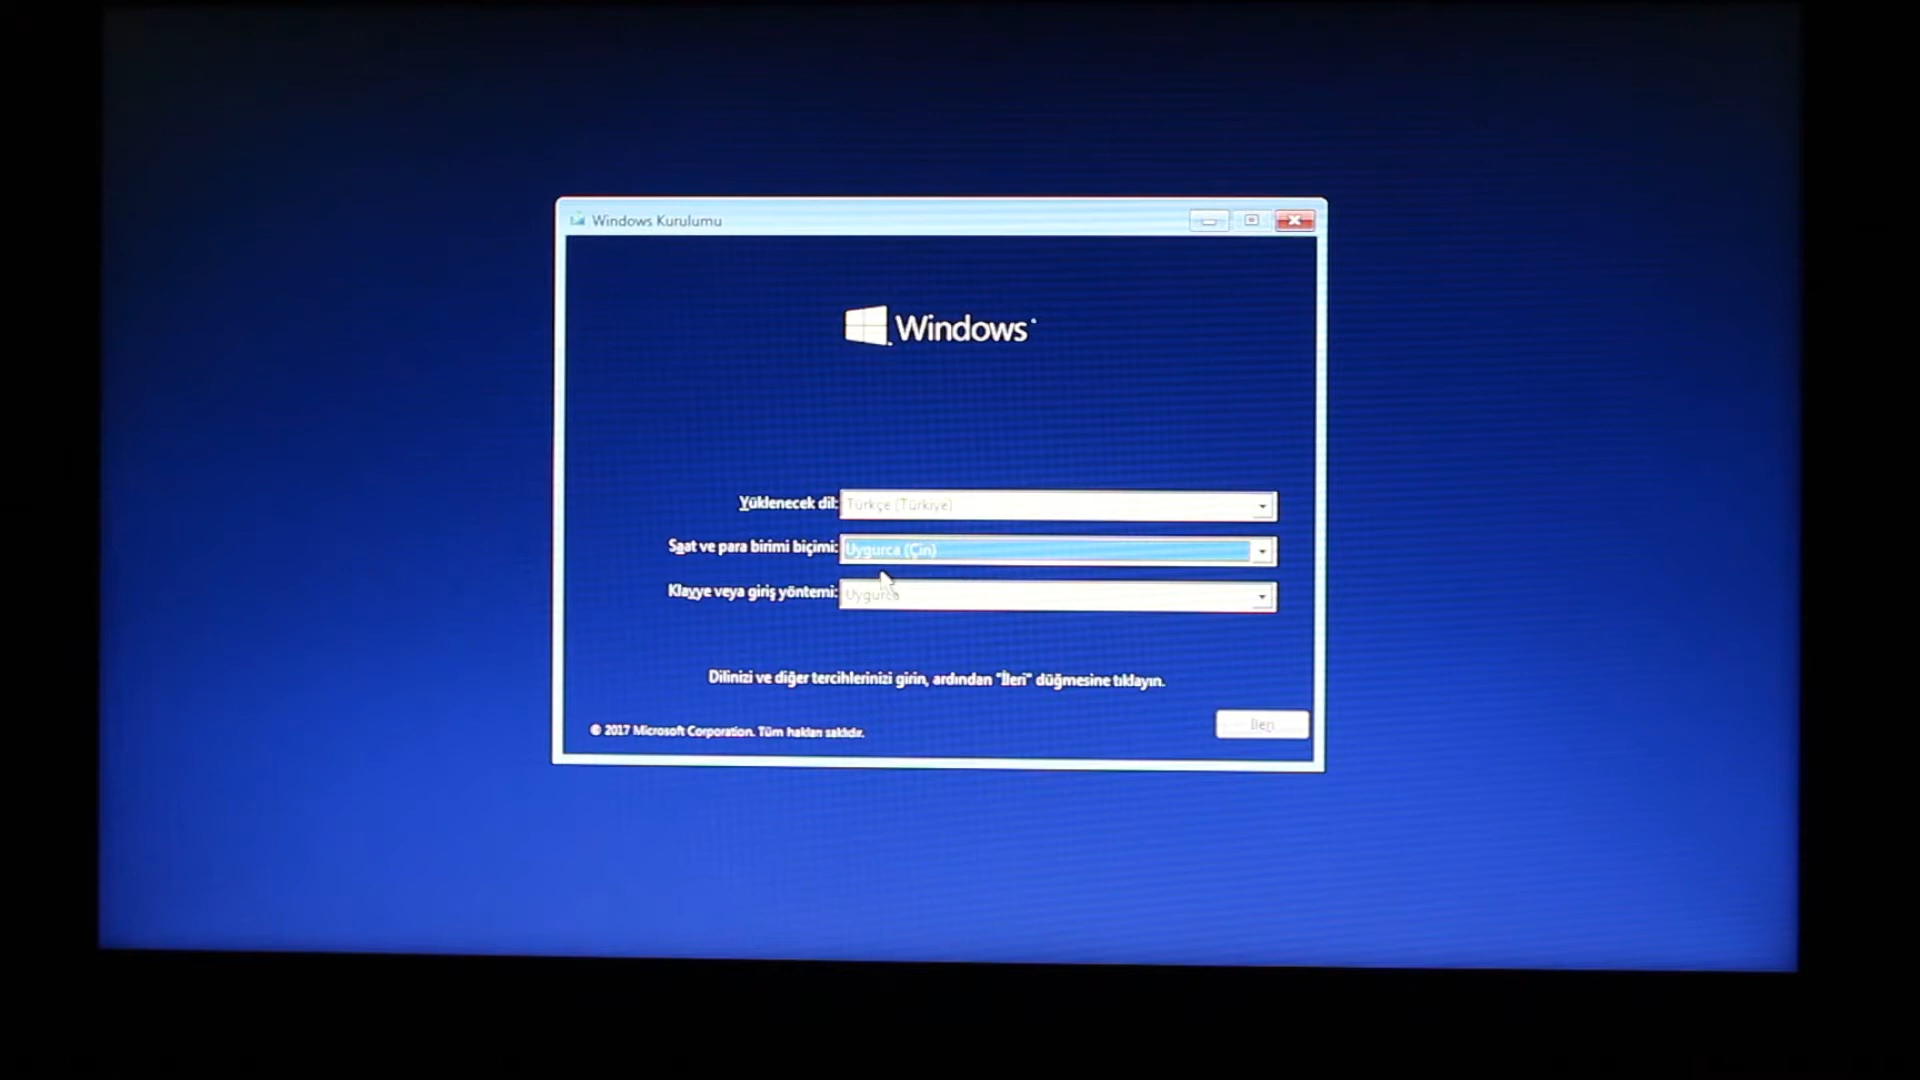 Windows Kurulumu
Windows
Yüklenecek dil: Türkçe (Türkiye)
Saat ve para birimi biçimi: Uygurca (Çin)
Klavye veya giriş yöntemi: Uygurca
Dilinizi ve diğer tercihlerinizi girin, ardından "İleri" düğmesine tıklayın.
© 2017 Microsoft Corporation. Tüm hakları saklıdır.
İleri